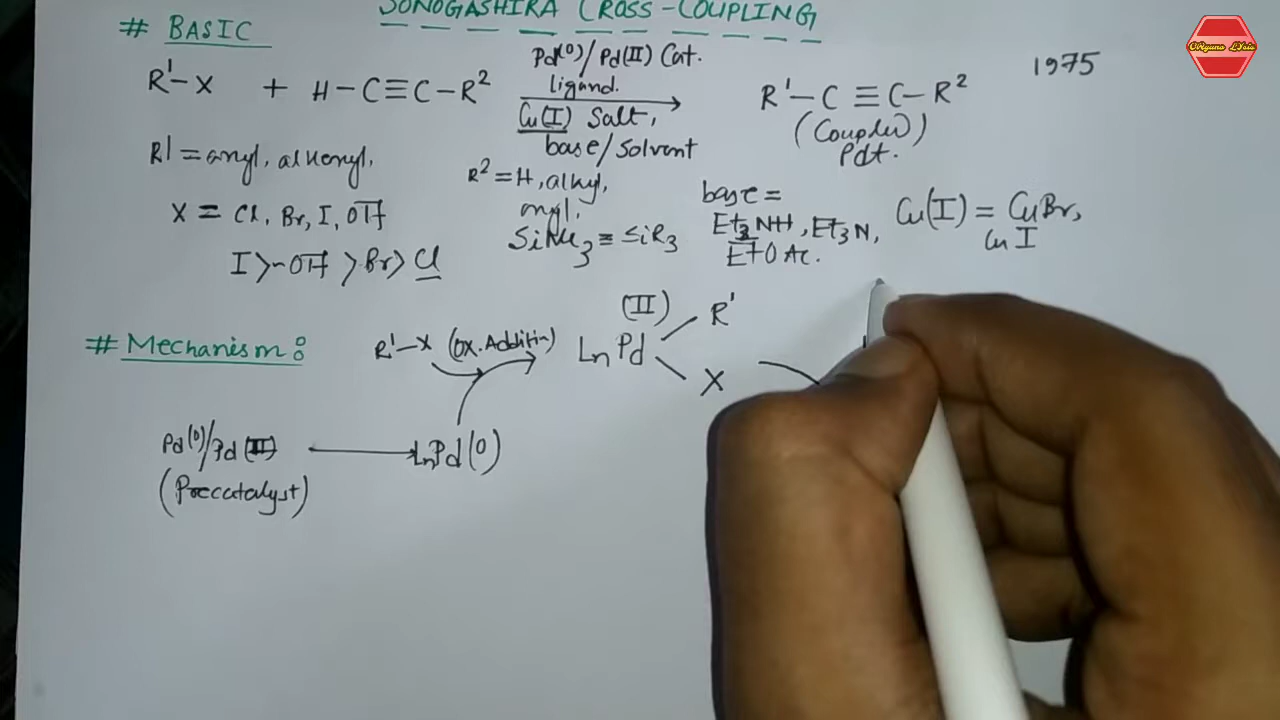 SONOGASHIRA CROSS-COUPLING
# BASIC
R¹-X + H-C≡C-R²
Pd(0)/Pd(II) Cat.
ligand.
Cu(I) Salt,
base/solvent
R¹-C≡C-R²
(Coupled)
Pdt.
1975
R¹ = aryl, alkenyl,
X = Cl, Br, I, OTf
I>-OTf>Br>Cl
R² = H, alkyl,
aryl,
SiMe₃ ≡ SiR₃
base =
Et₂NH, Et₃N,
EtOAc.
Cu(I) = CuBr,
CuI
# Mechanism:
R¹-X (Ox. Addition)
(II)
LnPd
R¹
X
Pd(0)/Pd(II)
(Precatalyst)
LnPd(0)